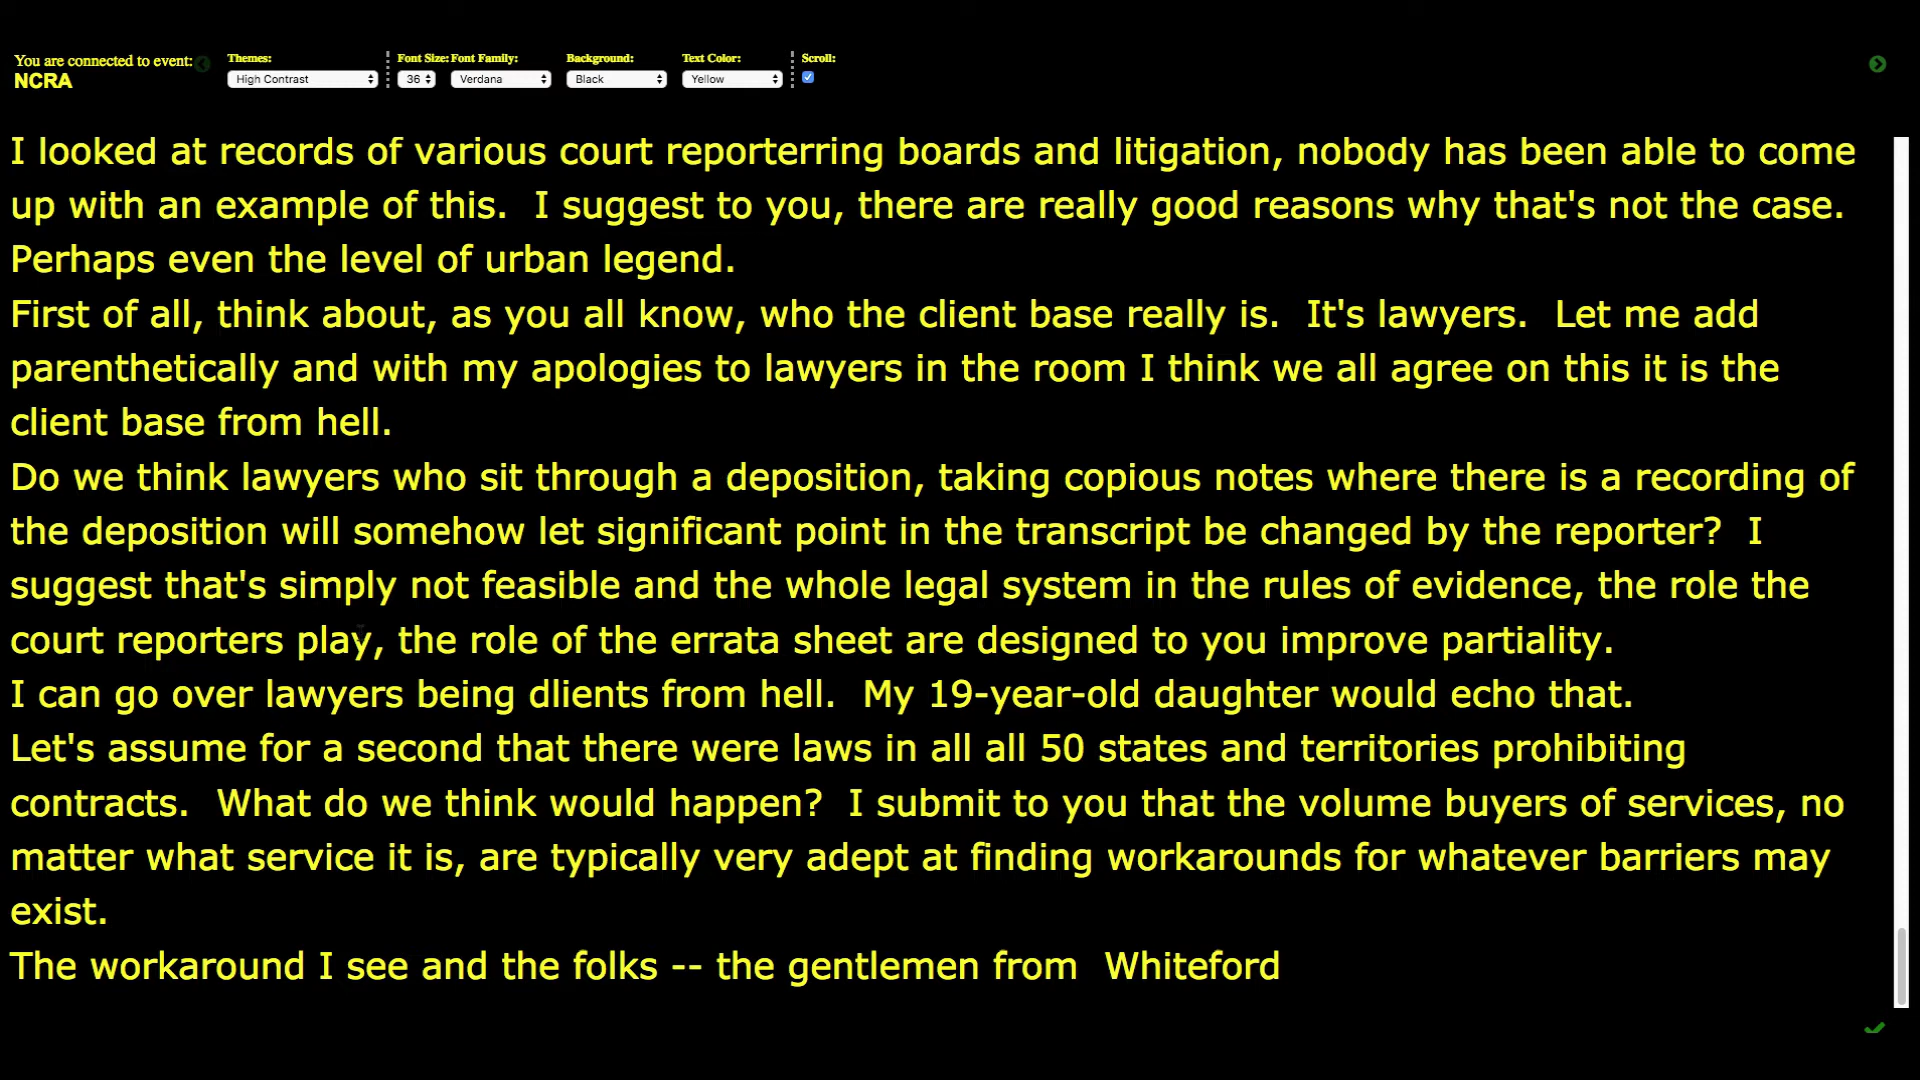 You are connected to event:
NCRA
Themes:
High Contrast
Font Size:
36
Font Family:
Verdana
Background:
Black
Text Color:
Yellow
Scroll:
I looked at records of various court reporterring boards and litigation, nobody has been able to come
up with an example of this.  I suggest to you, there are really good reasons why that's not the case.
Perhaps even the level of urban legend.
First of all, think about, as you all know, who the client base really is.  It's lawyers.  Let me add
parenthetically and with my apologies to lawyers in the room I think we all agree on this it is the
client base from hell.
Do we think lawyers who sit through a deposition, taking copious notes where there is a recording of
the deposition will somehow let significant point in the transcript be changed by the reporter?  I
suggest that's simply not feasible and the whole legal system in the rules of evidence, the role the
court reporters play, the role of the errata sheet are designed to you improve partiality.
I can go over lawyers being dlients from hell.  My 19-year-old daughter would echo that.
Let's assume for a second that there were laws in all all 50 states and territories prohibiting
contracts.  What do we think would happen?  I submit to you that the volume buyers of services, no
matter what service it is, are typically very adept at finding workarounds for whatever barriers may
exist.
The workaround I see and the folks -- the gentlemen from  Whiteford